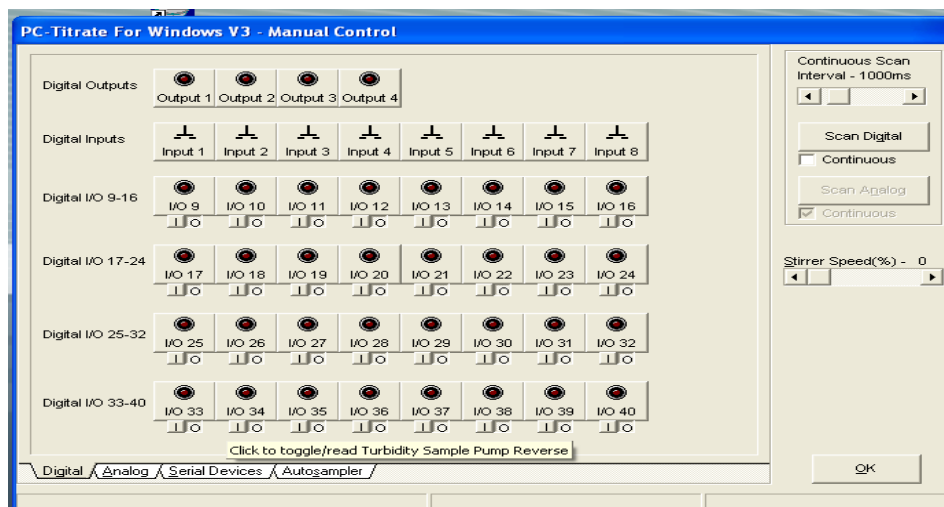 PC-Titrate For Windows V3 - Manual Control
Digital Outputs
Output 1 Output 2 Output 3 Output 4
Digital Inputs
Input 1 Input 2 Input 3 Input 4 Input 5 Input 6 Input 7 Input 8
Digital I/O 9-16
I/O 9 I/O 10 I/O 11 I/O 12 I/O 13 I/O 14 I/O 15 I/O 16
I O I O I O I O I O I O I O I O
Digital I/O 17-24
I/O 17 I/O 18 I/O 19 I/O 20 I/O 21 I/O 22 I/O 23 I/O 24
I O I O I O I O I O I O I O I O
Digital I/O 25-32
I/O 25 I/O 26 I/O 27 I/O 28 I/O 29 I/O 30 I/O 31 I/O 32
I O I O I O I O I O I O I O I O
Digital I/O 33-40
I/O 33 I/O 34 I/O 35 I/O 36 I/O 37 I/O 38 I/O 39 I/O 40
I O I O I O I O I O I O I O I O
Click to toggle/read Turbidity Sample Pump Reverse
Digital Analog Serial Devices Autosampler
Continuous Scan
Interval - 1000ms
Scan Digital
Continuous
Scan Analog
Continuous
Stirrer Speed(%) - 0
OK